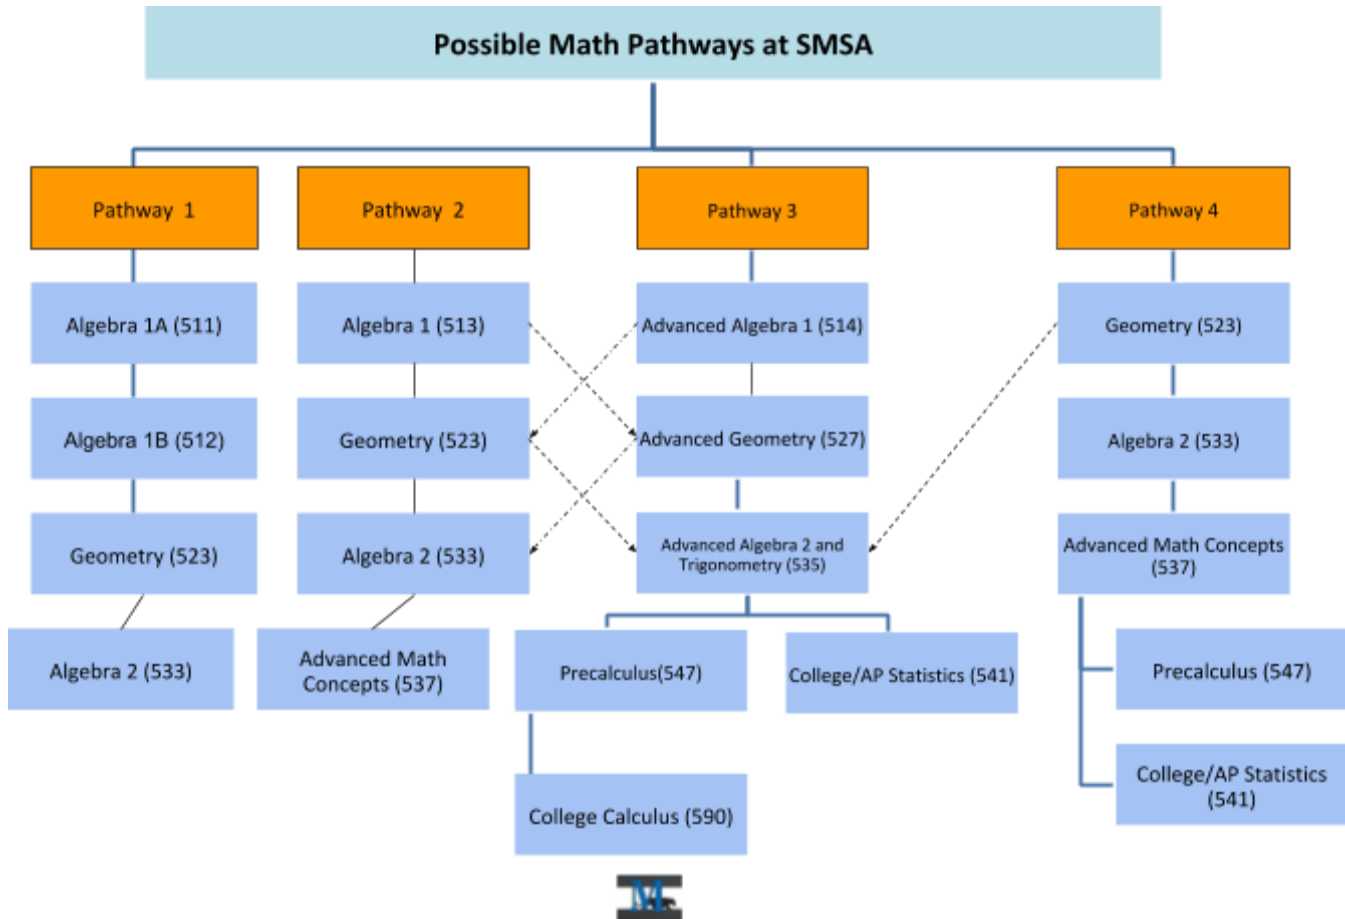 Possible Math Pathways at SMSA
Pathway 1
Pathway 2
Pathway 3
Pathway 4
Algebra 1A (511)
Algebra 1 (513)
Advanced Algebra 1 (514)
Geometry (523)
Algebra 1B (512)
Geometry (523)
Advanced Geometry (527)
Algebra 2 (533)
Geometry (523)
Algebra 2 (533)
Advanced Algebra 2 and
Trigonometry (535)
Advanced Math Concepts
(537)
Algebra 2 (533)
Advanced Math
Concepts (537)
Precalculus(547)
College/AP Statistics (541)
Precalculus (547)
College Calculus (590)
College/AP Statistics
(541)
M